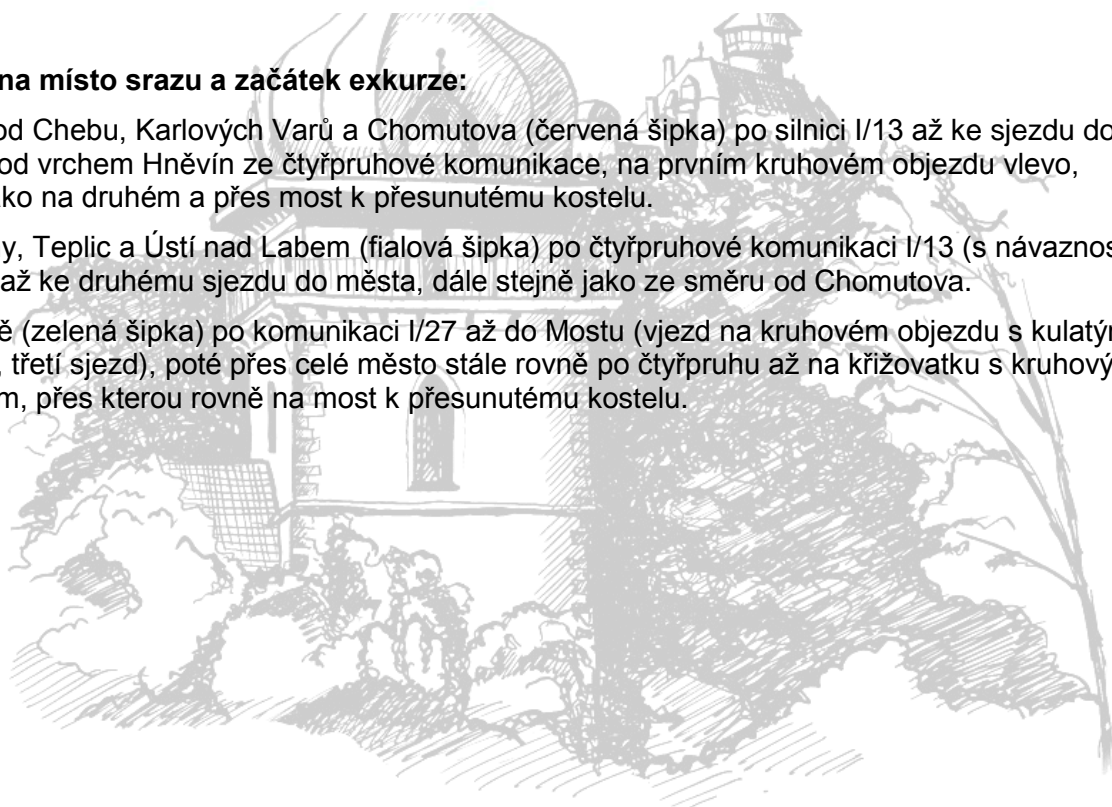 na místo srazu a začátek exkurze:
od Chebu, Karlových Varů a Chomutova (červená šipka) po silnici I/13 až ke sjezdu do
od vrchem Hněvín ze čtyřpruhové komunikace, na prvním kruhovém objezdu vlevo,
ko na druhém a přes most k přesunutému kostelu.
y, Teplic a Ústí nad Labem (fialová šipka) po čtyřpruhové komunikaci I/13 (s návaznos
až ke druhému sjezdu do města, dále stejně jako ze směru od Chomutova.
ě (zelená šipka) po komunikaci I/27 až do Mostu (vjezd na kruhovém objezdu s kulatý
, třetí sjezd), poté přes celé město stále rovně po čtyřpruhu až na křižovatku s kruhový
m, přes kterou rovně na most k přesunutému kostelu.